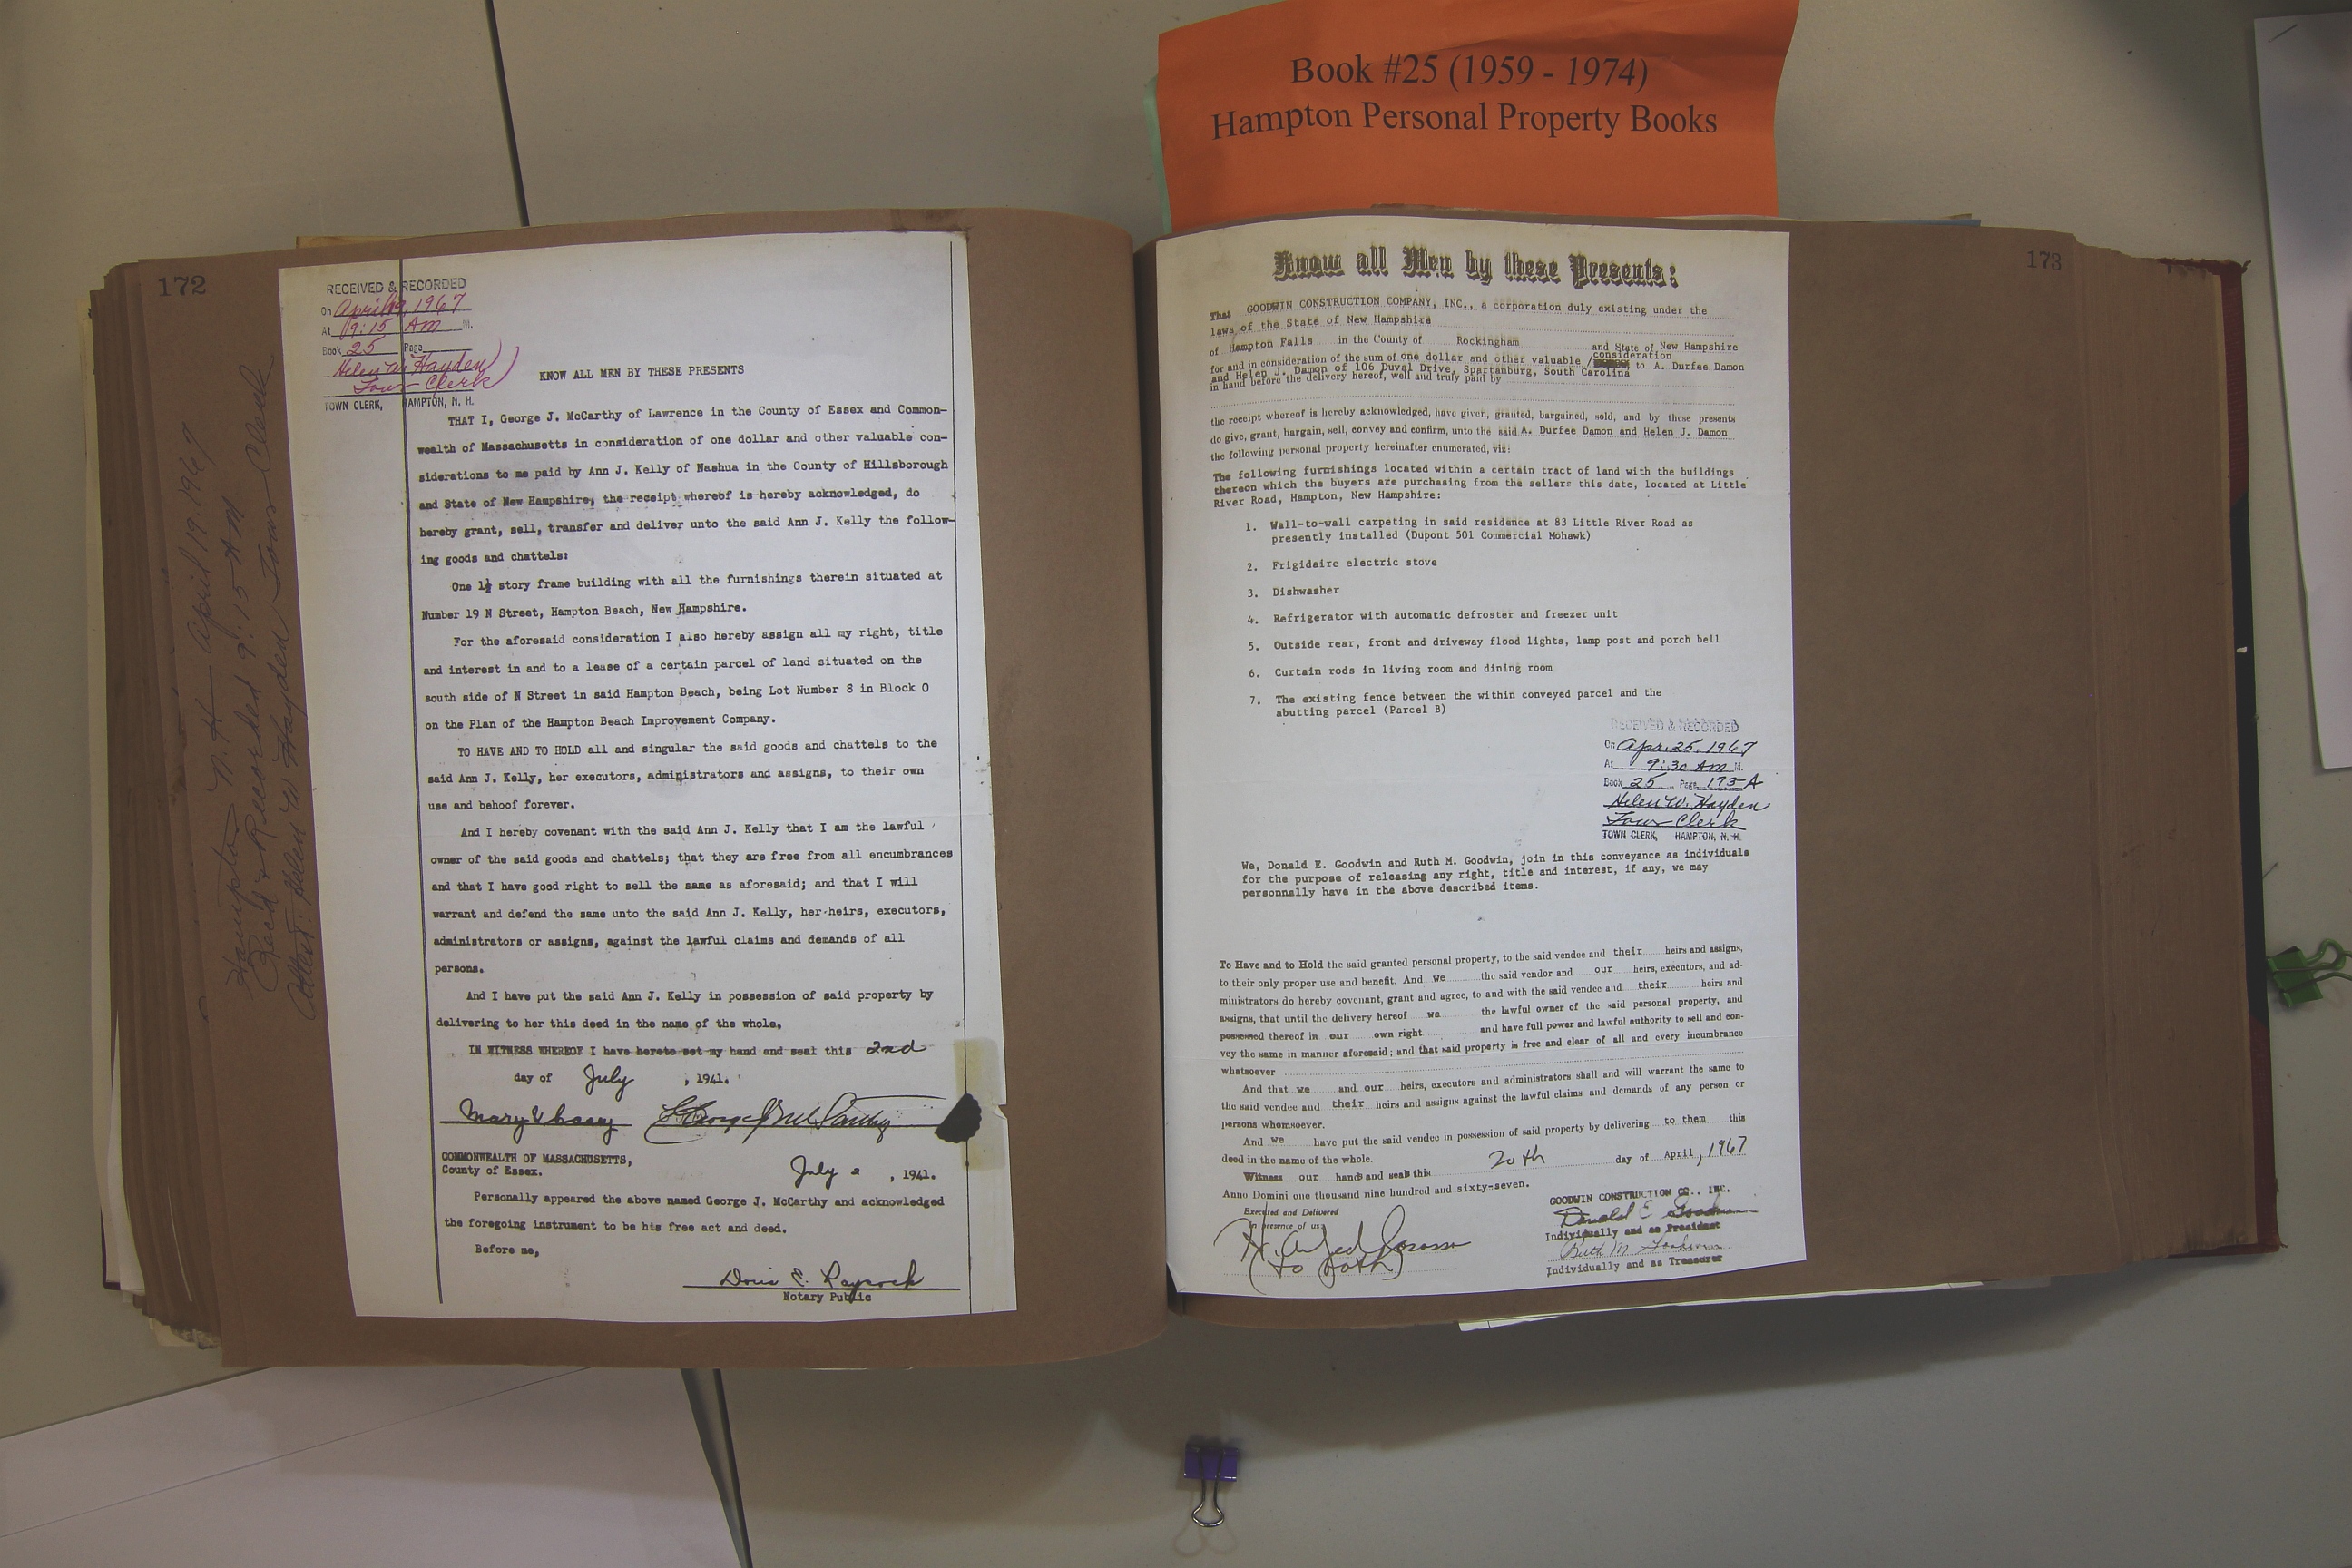 Book #25 (1959 - 1974)
Hampton Personal Property Books
172
RECEIVED & RECORDED
On April 19, 1967
At 9:15 AM M.
Book 25 Page
Helen W. Hayden
Town Clerk
TOWN CLERK, HAMPTON, N. H.
Hampton N. H. April 19 1967
Recd & Recorded 9:15 AM
Attest: Helen W Hayden Town Clerk
KNOW ALL MEN BY THESE PRESENTS
THAT I, George J. McCarthy of Lawrence in the County of Essex and Common-
wealth of Massachusetts in consideration of one dollar and other valuable con-
siderations to me paid by Ann J. Kelly of Nashua in the County of Hillsborough
and State of New Hampshire, the receipt whereof is hereby acknowledged, do
hereby grant, sell, transfer and deliver unto the said Ann J. Kelly the follow-
ing goods and chattels:
One 1½ story frame building with all the furnishings therein situated at
Number 19 N Street, Hampton Beach, New Hampshire.
For the aforesaid consideration I also hereby assign all my right, title
and interest in and to a lease of a certain parcel of land situated on the
south side of N Street in said Hampton Beach, being Lot Number 8 in Block O
on the Plan of the Hampton Beach Improvement Company.
TO HAVE AND TO HOLD all and singular the said goods and chattels to the
said Ann J. Kelly, her executors, administrators and assigns, to their own
use and behoof forever.
And I hereby covenant with the said Ann J. Kelly that I am the lawful
owner of the said goods and chattels; that they are free from all encumbrances
and that I have good right to sell the same as aforesaid; and that I will
warrant and defend the same unto the said Ann J. Kelly, her heirs, executors,
administrators or assigns, against the lawful claims and demands of all
persons.
And I have put the said Ann J. Kelly in possession of said property by
delivering to her this deed in the name of the whole.
IN WITNESS WHEREOF I have hereto set my hand and seal this 2nd
day of July , 1941.
Mary V George J McCarthy
COMMONWEALTH OF MASSACHUSETTS,
County of Essex. July 2 , 1941.
Personally appeared the above named George J. McCarthy and acknowledged
the foregoing instrument to be his free act and deed.
Before me,
Doris E.
Notary Public
173
Know all Men by these Presents:
That GOODWIN CONSTRUCTION COMPANY, INC., a corporation duly existing under the
laws of the State of New Hampshire
of Hampton Falls in the County of Rockingham and State of New Hampshire
for and in consideration of the sum of one dollar and other valuable /consideration to A. Durfee Damon
and Helen J. Damon of 106 Duval Drive, Spartanburg, South Carolina
in hand before the delivery hereof, well and truly paid by
the receipt whereof is hereby acknowledged, have given, granted, bargained, sold, and by these presents
do give, grant, bargain, sell, convey and confirm, unto the said A. Durfee Damon and Helen J. Damon
the following personal property hereinafter enumerated, viz:
The following furnishings located within a certain tract of land with the buildings
thereon which the buyers are purchasing from the sellers this date, located at Little
River Road, Hampton, New Hampshire:
1. Wall-to-wall carpeting in said residence at 83 Little River Road as
presently installed (Dupont 501 Commercial Mohawk)
2. Frigidaire electric stove
3. Dishwasher
4. Refrigerator with automatic defroster and freezer unit
5. Outside rear, front and driveway flood lights, lamp post and porch bell
6. Curtain rods in living room and dining room
7. The existing fence between the within conveyed parcel and the
abutting parcel (Parcel B)
RECEIVED & RECORDED
On Apr. 25, 1967
At 9:30 AM M.
Book 25 Page 173-A
Helen W. Hayden
Town Clerk
TOWN CLERK, HAMPTON, N. H.
We, Donald E. Goodwin and Ruth M. Goodwin, join in this conveyance as individuals
for the purpose of releasing any right, title and interest, if any, we may
personnally have in the above described items.
To Have and to Hold the said granted personal property, to the said vendee and their heirs and assigns,
to their only proper use and benefit. And we the said vendor and our heirs, executors, and ad-
ministrators do hereby covenant, grant and agree, to and with the said vendee and their heirs and
assigns, that until the delivery hereof we the lawful owner of the said personal property, and
possessed thereof in our own right and have full power and lawful authority to sell and con-
vey the same in manner aforesaid; and that said property is free and clear of all and every incumbrance
whatsoever
And that we and our heirs, executors and administrators shall and will warrant the same to
the said vendee and their heirs and assigns against the lawful claims and demands of any person or
persons whomsoever.
And we have put the said vendee in possession of said property by delivering to them this
deed in the name of the whole.
Witness our hands and seals this 20th day of April, 1967
Anno Domini one thousand nine hundred and sixty-seven.
Executed and Delivered
in presence of us:
H. Alfred
(to both)
GOODWIN CONSTRUCTION CO., INC.
Donald E Goodwin
Individually and as President
Ruth M Goodwin
Individually and as Treasurer